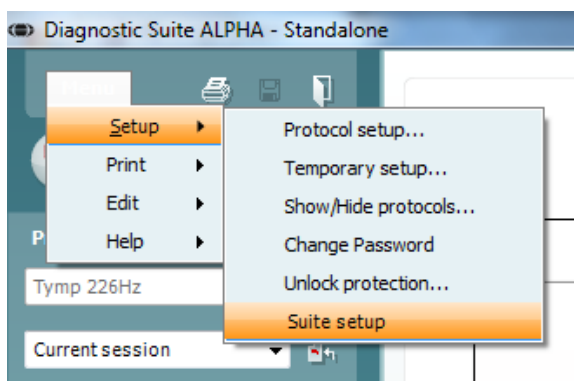 Diagnostic Suite ALPHA - Standalone
Menu
Setup
Protocol setup...
Print
Temporary setup...
Edit
Show/Hide protocols...
Help
Change Password
P
Unlock protection...
Tymp 226Hz
Suite setup
Current session